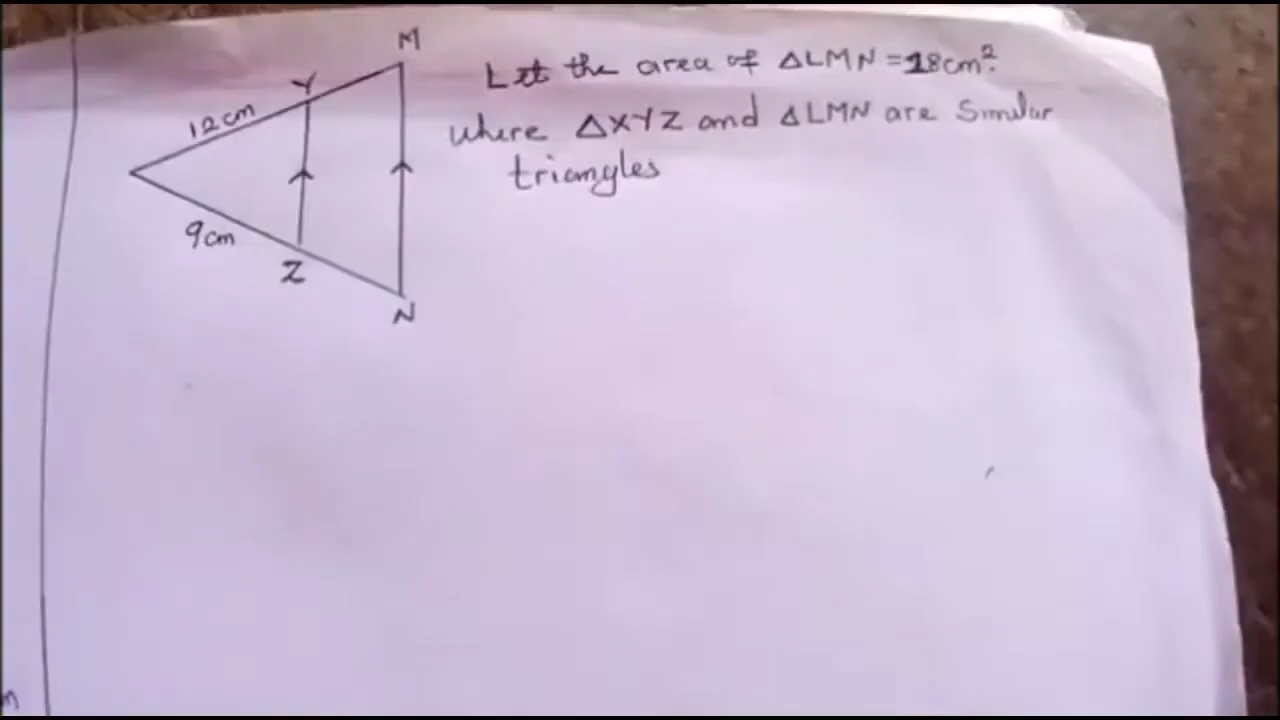 M
Y
12cm
9cm
Z
N
Let the area of ΔLMN = 18cm².
where ΔXYZ and ΔLMN are Similar
triangles